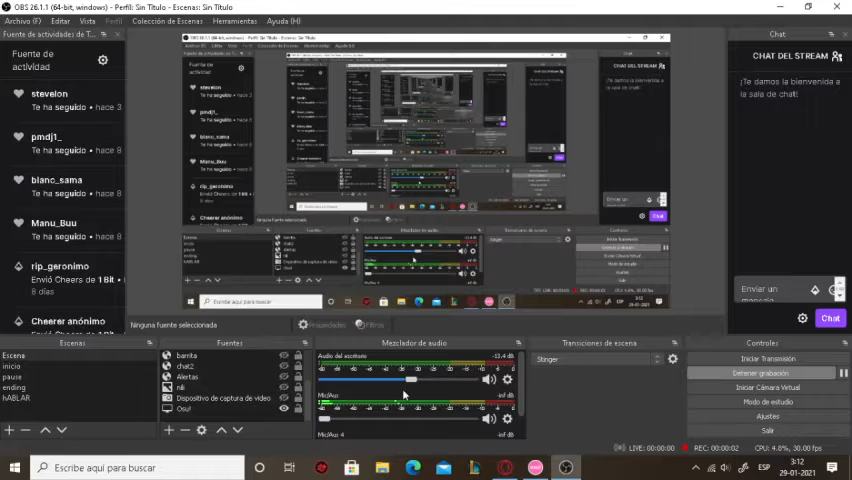 OBS 26.1.1 (64-bit, windows) - Perfil: Sin Título - Escenas: Sin Título
Archivo (F) Editar Vista Perfil Colección de Escenas Herramientas Ayuda (H)
Fuente de actividades de T...
Fuente de
actividad
stevelon
Te ha seguido • hace 3
pmdj1_
Te ha seguido • hace
blanc_sama
Te ha seguido • hace
Manu_Buu
Te ha seguido • hace
rip_geronimo
Envió Cheers de 1 Bit •
8 días
Cheerer anónimo
Chat
CHAT DEL STREAM
¡Te damos la bienvenida a
la sala de chat!
Enviar un
mensaje
Chat
Ninguna fuente seleccionada
Propiedades
Filtros
Escenas
Escena
inicio
pause
ending
hABLAR
Fuentes
barrita
chat2
Alertas
nili
Dispositivo de captura de video
Osu!
Mezclador de audio
Audio del escritorio -13.4 dB
Mic/Aux -inf dB
Mic/Aux 4 -inf dB
Transiciones de escena
Stinger
Controles
Iniciar Transmisión
Detener grabación
Iniciar Cámara Virtual
Modo de estudio
Ajustes
Salir
LIVE: 00:00:00 REC: 00:00:02 CPU: 4.8%, 30.00 fps
Escribe aquí para buscar
ESP
3:12
29-01-2021